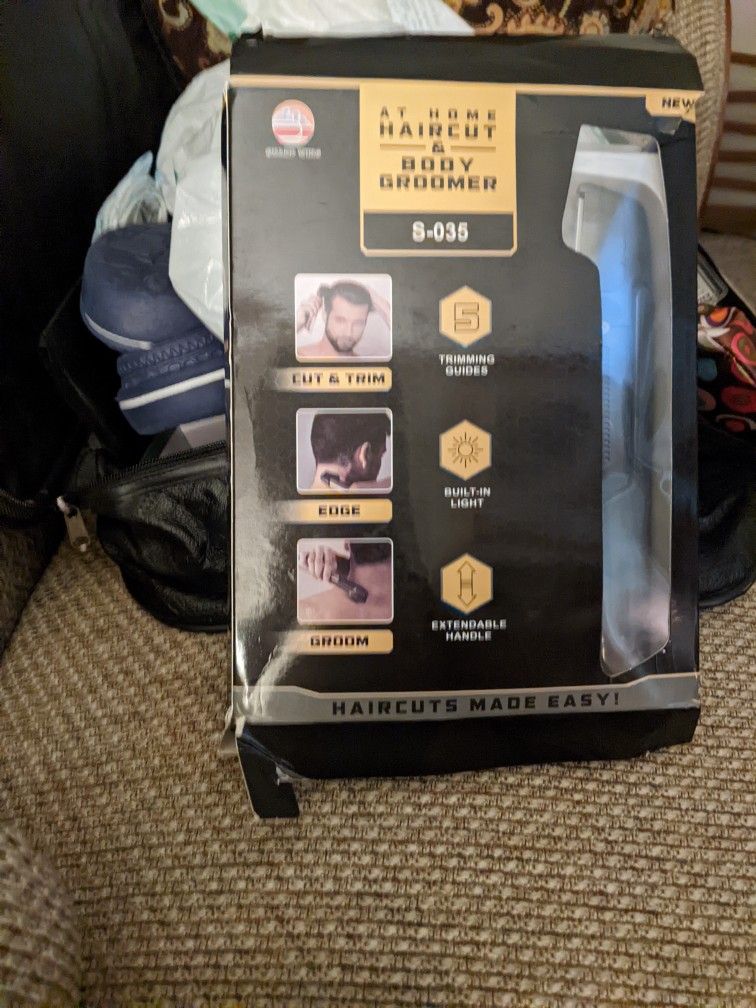 NEW
AT HOME
HAIRCUT
&
BODY
GROOMER
S-035
5
TRIMMING
GUIDES
CUT & TRIM
BUILT-IN
LIGHT
EDGE
EXTENDABLE
HANDLE
GROOM
HAIRCUTS MADE EASY!